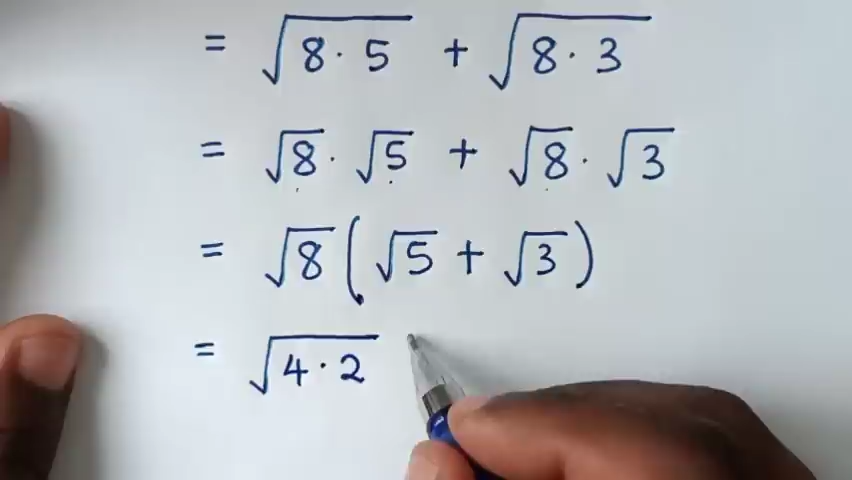 = √(8 · 5) + √(8 · 3)
= √8 · √5 + √8 · √3
= √8 (√5 + √3)
= √(4 · 2)